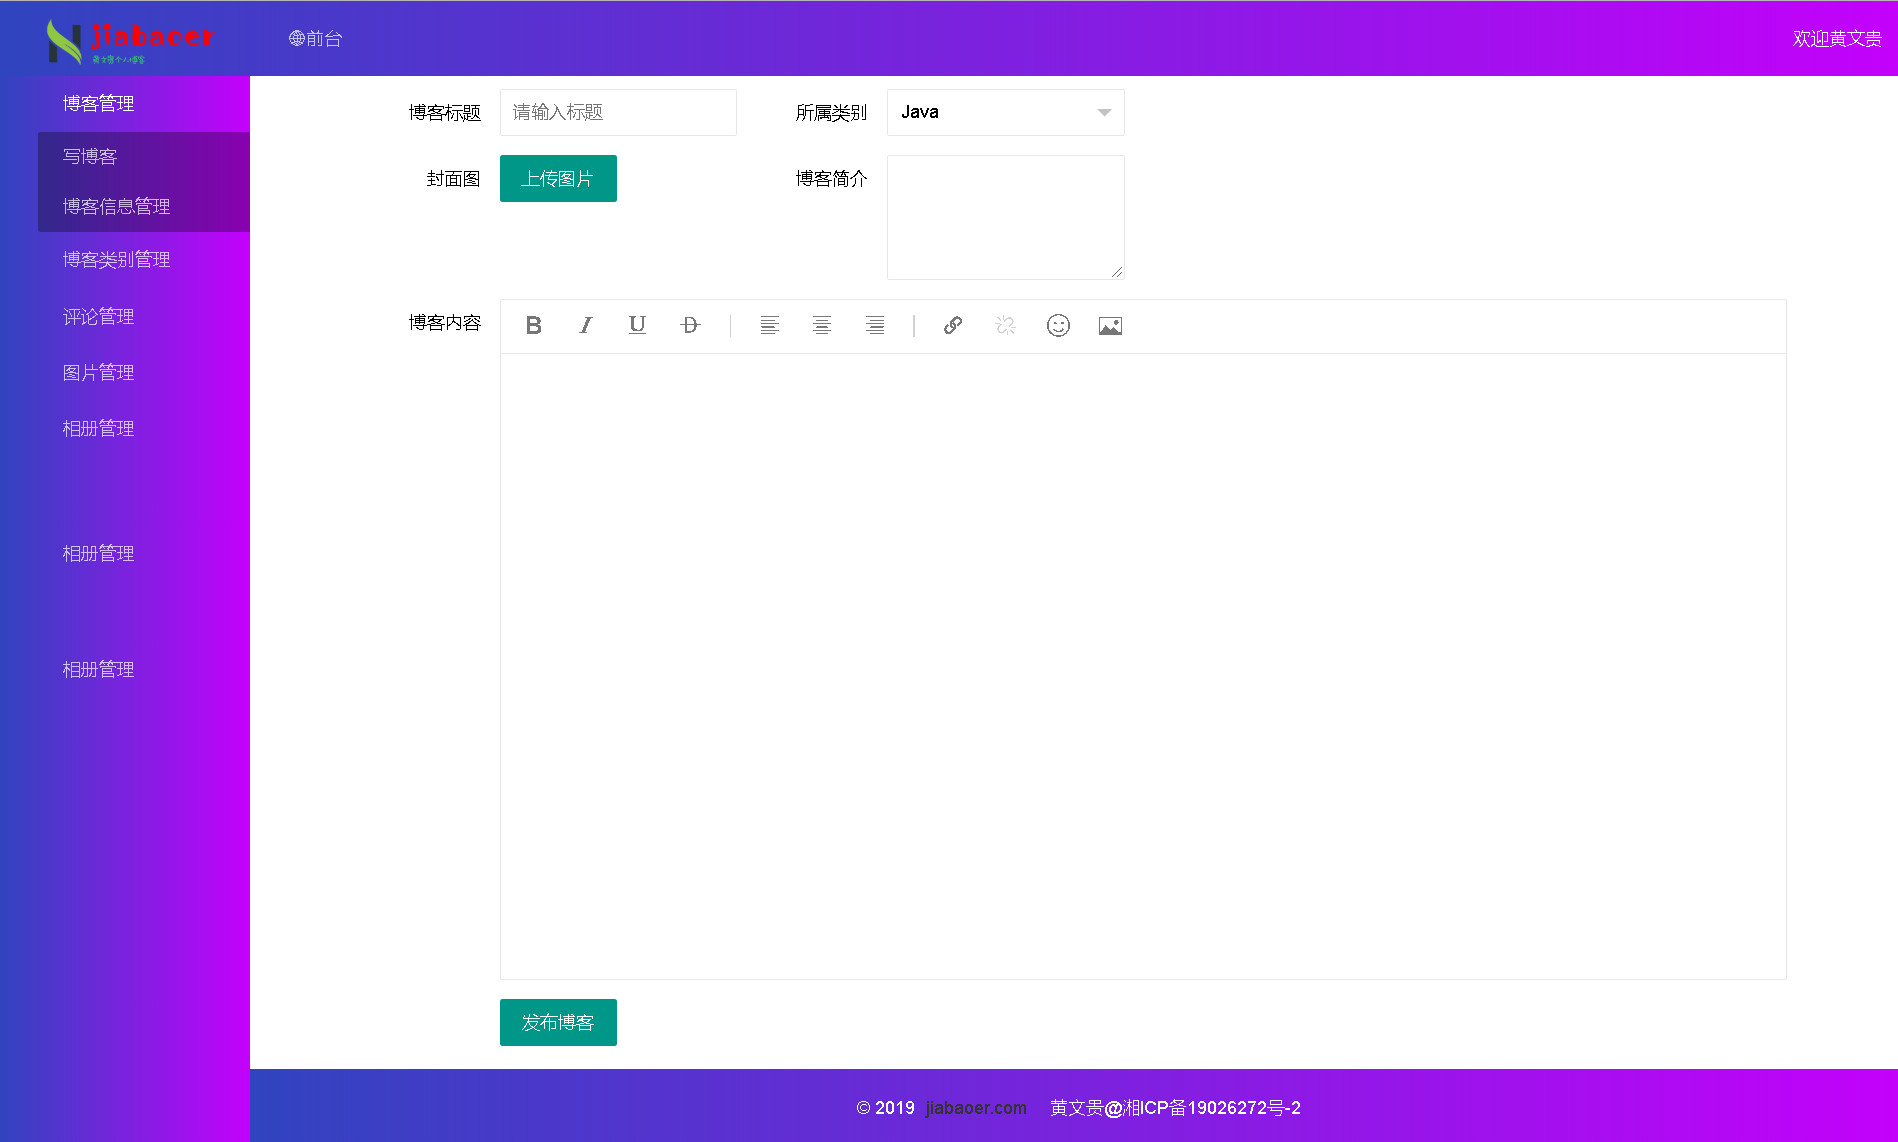 jiabaoer
前台
欢迎黄文贵
博客管理
写博客
博客信息管理
博客类别管理
评论管理
图片管理
相册管理
相册管理
相册管理
博客标题
请输入标题
所属类别
Java
封面图
上传图片
博客简介
博客内容
发布博客
© 2019 jiabaoer.com 黄文贵@湘ICP备19026272号-2